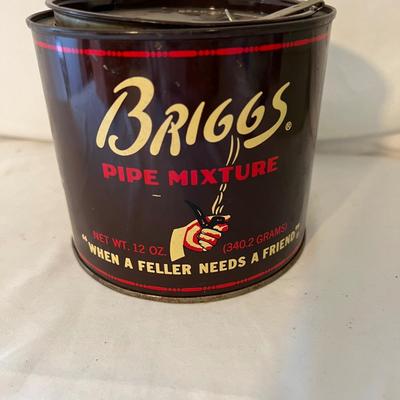 BRIGGS®
PIPE MIXTURE
NET WT. 12 OZ. (340.2 GRAMS)
"WHEN A FELLER NEEDS A FRIEND"